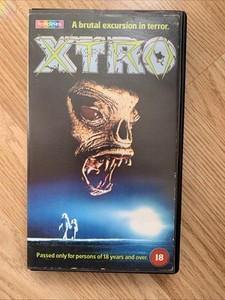 A brutal excursion in terror.
XTRO
Passed only for persons of 18 years and over.
18